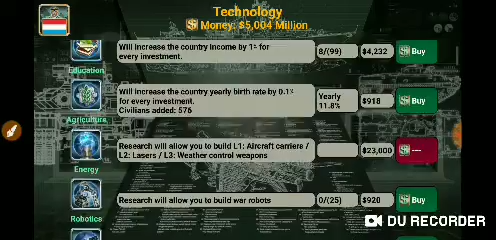 Technology
Money: $5,004 Million
Will increase the country income by 1% for
every investment.
8/(99)
$4,232
Buy
Education
Will increase the country yearly birth rate by 0.1%
for every investment.
Civilians added: 576
Yearly
11.8%
$918
Buy
Agriculture
Research will allow you to build L1: Aircraft carriers /
L2: Lasers / L3: Weather control weapons
$23,000
---
Energy
Research will allow you to build war robots
0/(25)
$920
Buy
Robotics
DU RECORDER